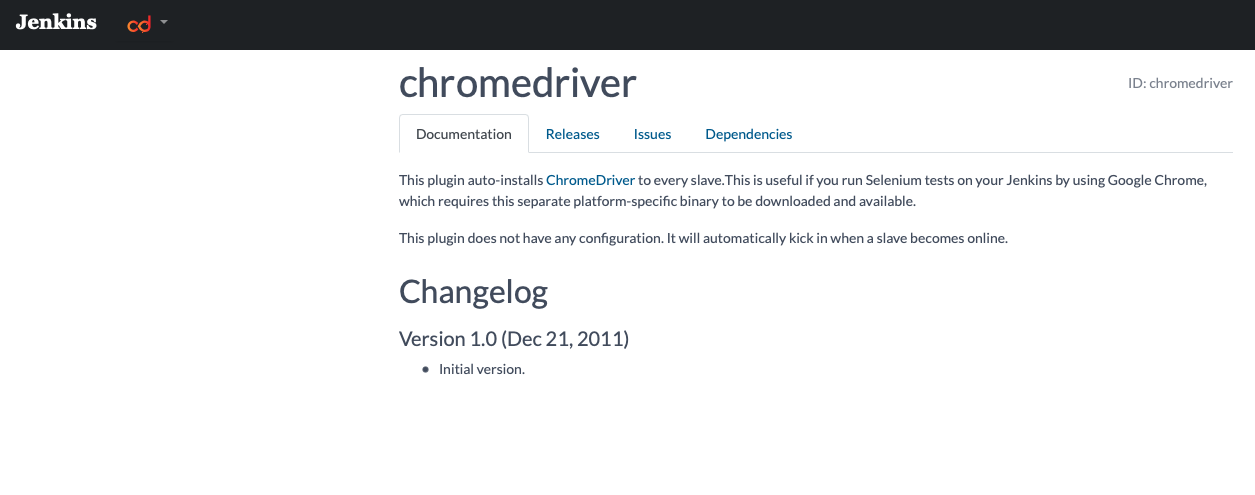 Jenkins
cd
chromedriver
ID: chromedriver
Documentation Releases Issues Dependencies
This plugin auto-installs ChromeDriver to every slave.This is useful if you run Selenium tests on your Jenkins by using Google Chrome,
which requires this separate platform-specific binary to be downloaded and available.
This plugin does not have any configuration. It will automatically kick in when a slave becomes online.
Changelog
Version 1.0 (Dec 21, 2011)
• Initial version.